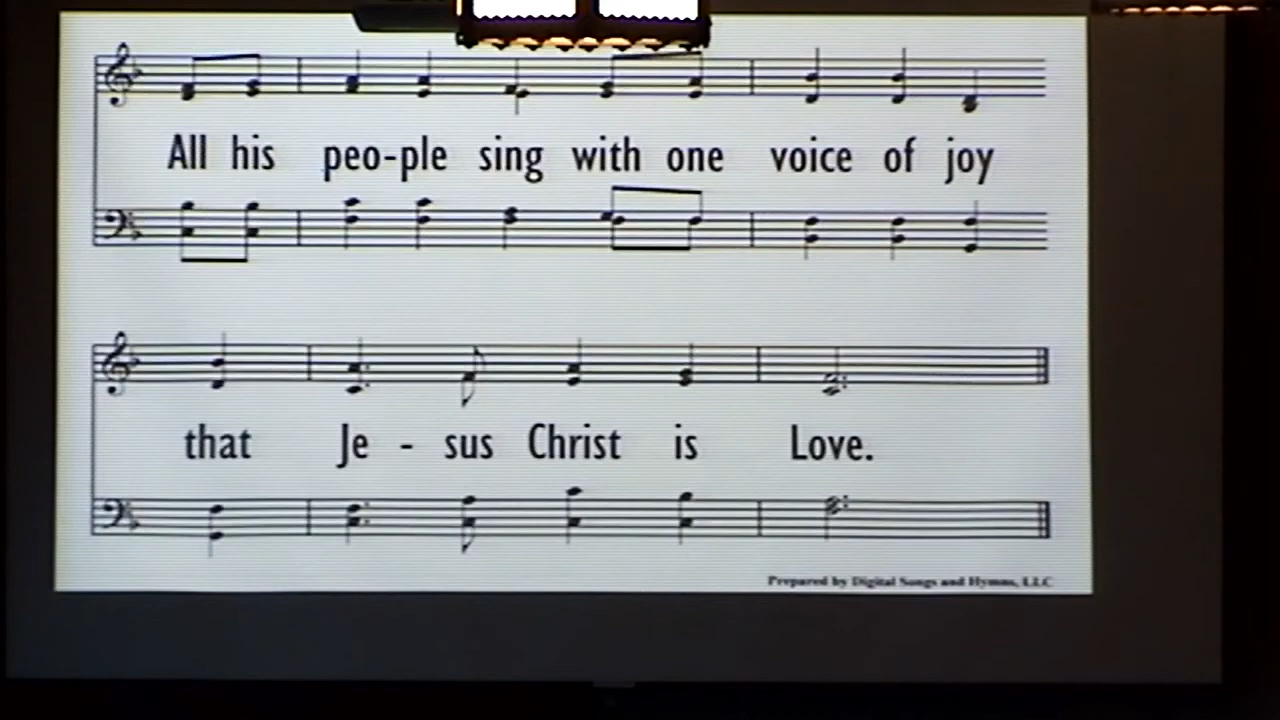 All his peo-ple sing with one voice of joy
that Je - sus Christ is Love.
Prepared by Digital Songs and Hymns, LLC